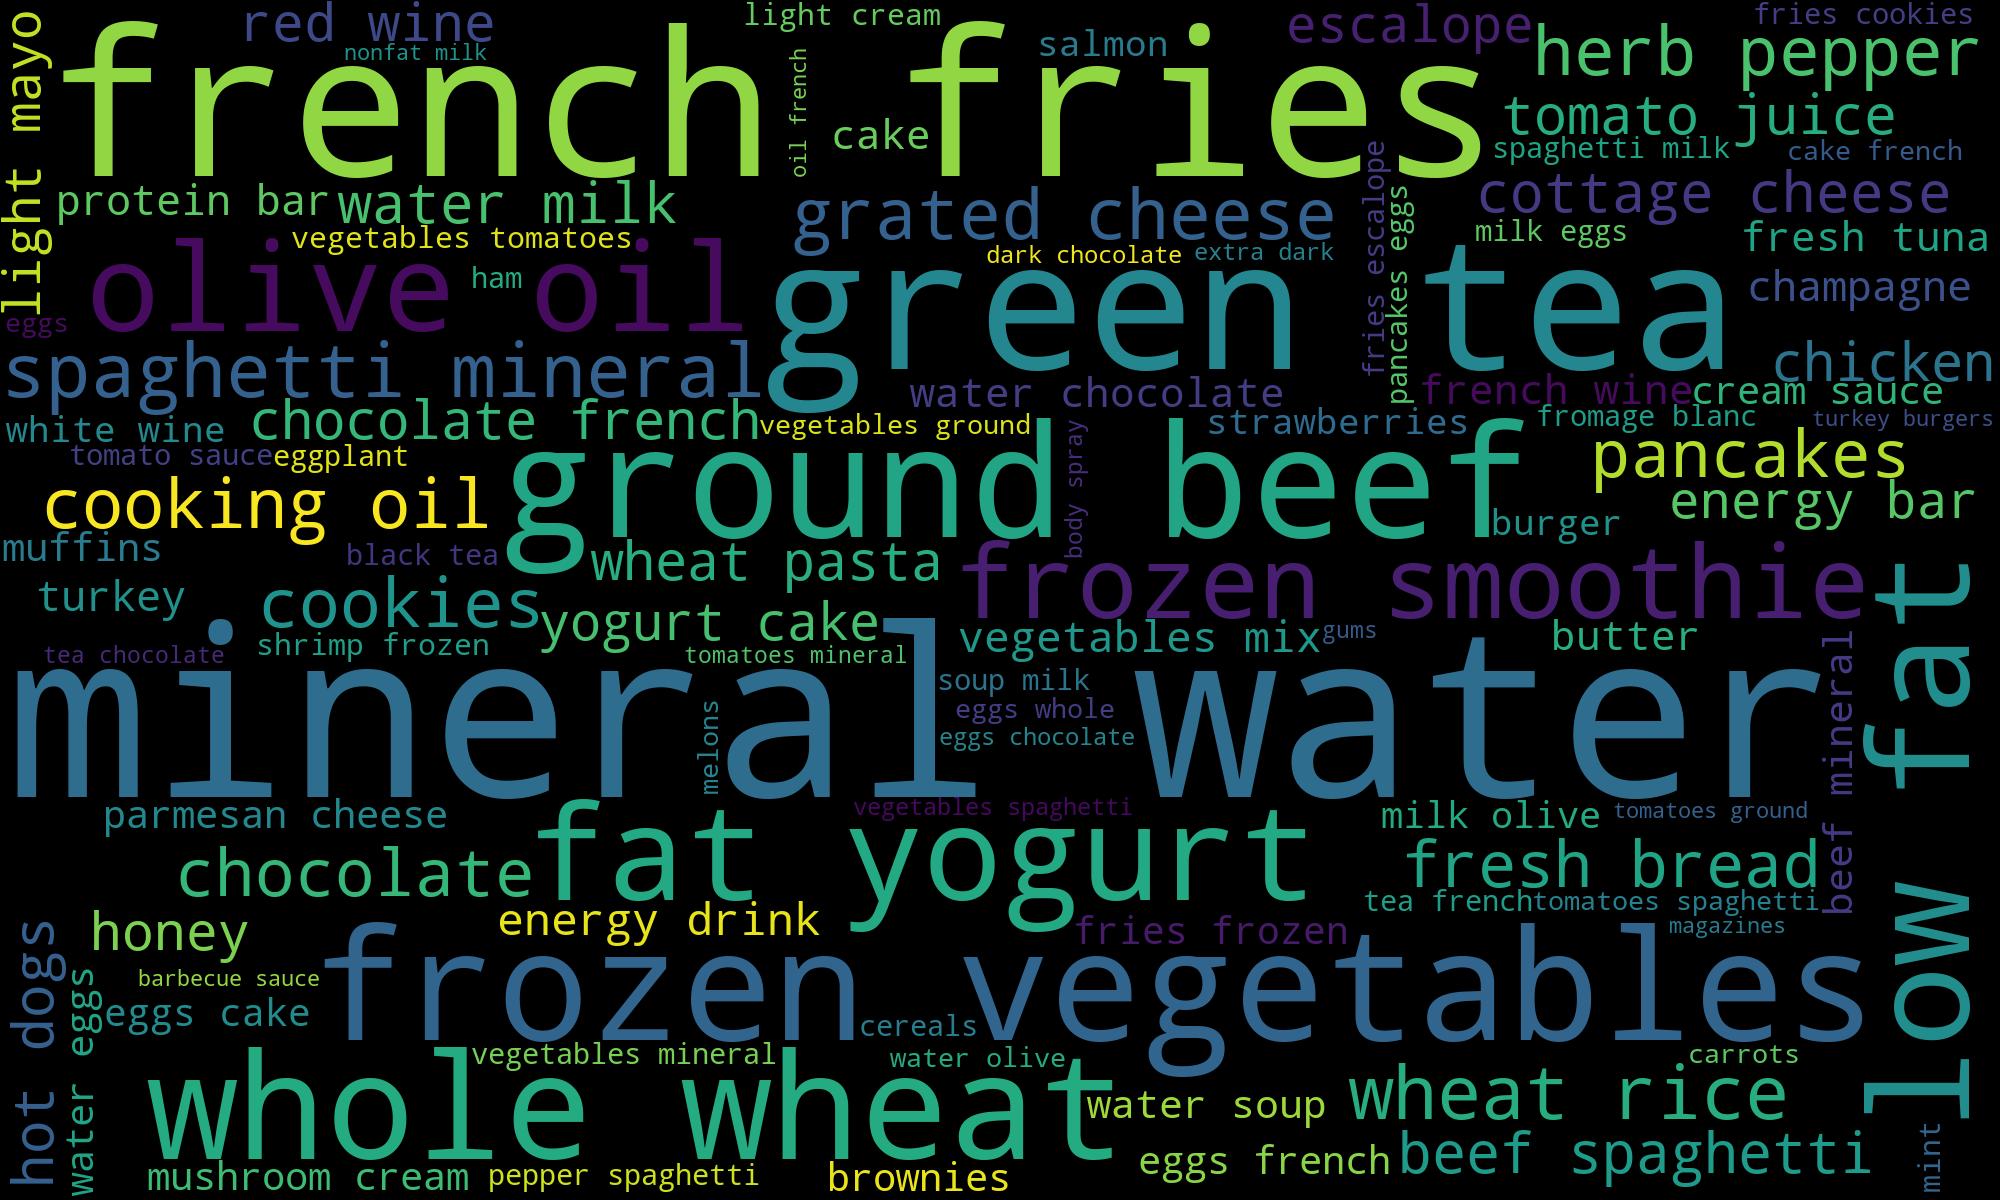 red wine
light cream
escalope
fries cookies
light mayo
french fries
nonfat milk
salmon
herb pepper
oil french
cake
tomato juice
spaghetti milk
cake french
protein bar
water milk
grated cheese
fries escalope
pancakes eggs
cottage cheese
vegetables tomatoes
milk eggs
fresh tuna
olive oil
ham
dark chocolate
extra dark
green tea
champagne
eggs
spaghetti mineral
chicken
water chocolate
french wine
cream sauce
white wine
chocolate french
vegetables ground
strawberries
fromage blanc
turkey burgers
tomato sauce
eggplant
ground beef
body spray
pancakes
cooking oil
energy bar
burger
muffins
black tea
wheat pasta
frozen smoothie
turkey
cookies
yogurt cake
low fat
shrimp frozen
vegetables mix
gums
butter
tea chocolate
tomatoes mineral
mineral water
soup milk
eggs whole
eggs chocolate
melons
beef mineral
parmesan cheese
vegetables spaghetti
milk olive
tomatoes ground
chocolate
fat yogurt
fresh bread
tea french
tomatoes spaghetti
honey
energy drink
fries frozen
magazines
hot dogs
water eggs
barbecue sauce
frozen vegetables
eggs cake
cereals
vegetables mineral
water olive
carrots
whole wheat
water soup
wheat rice
mushroom cream
pepper spaghetti
brownies
eggs french
beef spaghetti
mint